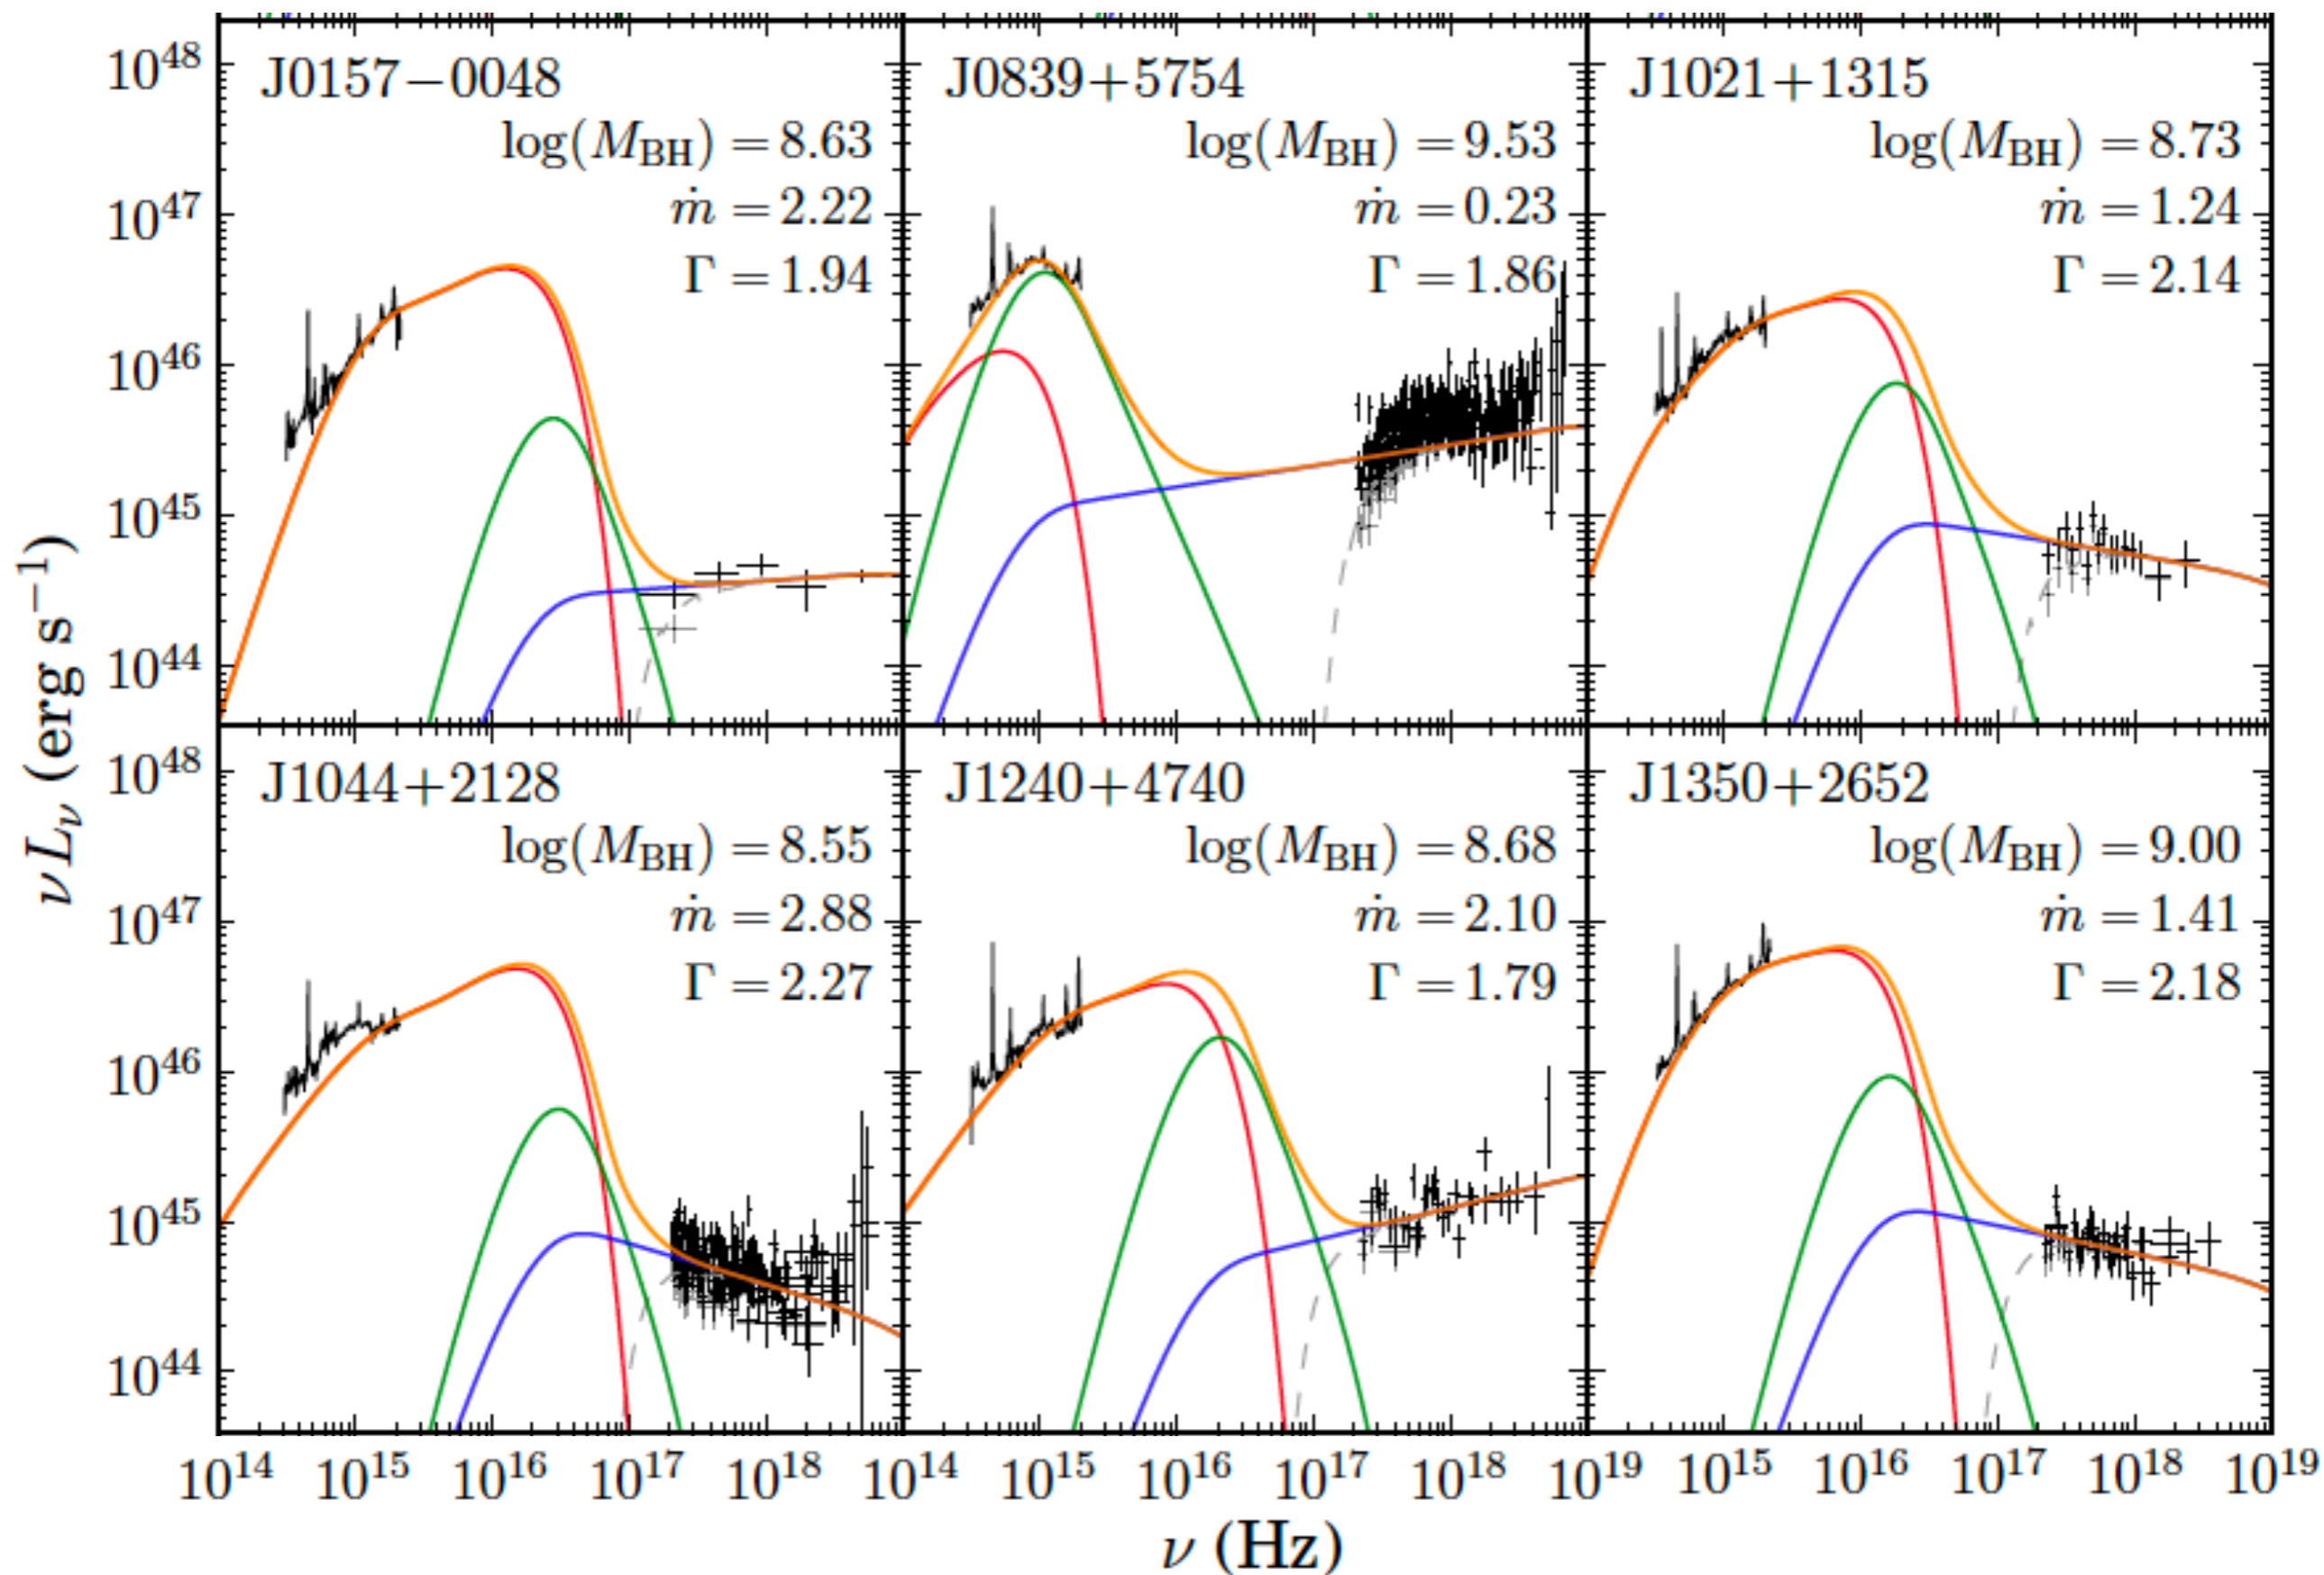 J0157−0048
log(M_BH) = 8.63
ṁ = 2.22
Γ = 1.94
J0839+5754
log(M_BH) = 9.53
ṁ = 0.23
Γ = 1.86
J1021+1315
log(M_BH) = 8.73
ṁ = 1.24
Γ = 2.14
10^48
10^47
10^46
10^45
10^44
J1044+2128
log(M_BH) = 8.55
ṁ = 2.88
Γ = 2.27
J1240+4740
log(M_BH) = 8.68
ṁ = 2.10
Γ = 1.79
J1350+2652
log(M_BH) = 9.00
ṁ = 1.41
Γ = 2.18
10^48
10^47
10^46
10^45
10^44
νL_ν (erg s^−1)
10^14 10^15 10^16 10^17 10^18 10^14 10^15 10^16 10^17 10^18 10^19 10^15 10^16 10^17 10^18 10^19
ν (Hz)